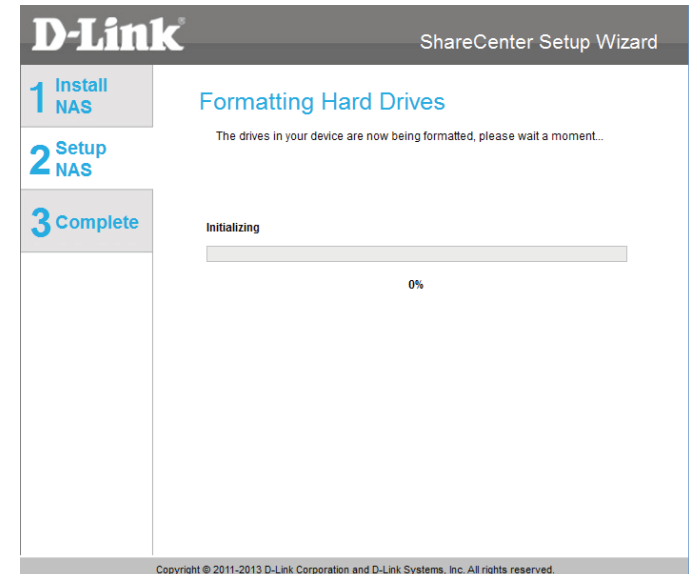 D-Link®
ShareCenter Setup Wizard
1 Install
NAS
2 Setup
NAS
3 Complete
Formatting Hard Drives
The drives in your device are now being formatted, please wait a moment...
Initializing
0%
Copyright © 2011-2013 D-Link Corporation and D-Link Systems, Inc. All rights reserved.